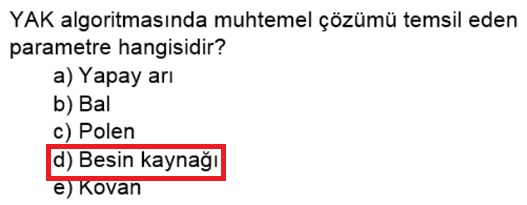 YAK algoritmasında muhtemel çözümü temsil eden
parametre hangisidir?
a) Yapay arı
b) Bal
c) Polen
d) Besin kaynağı
e) Kovan